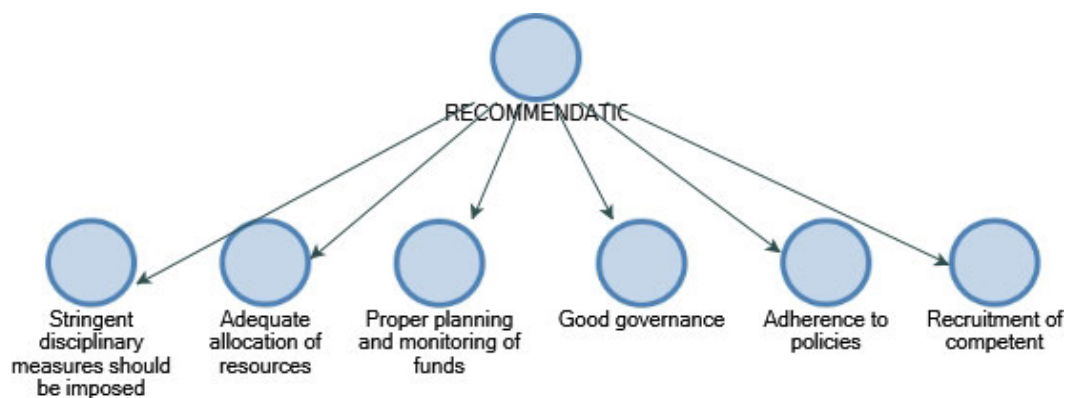 RECOMMENDATIC
Stringent
disciplinary
measures should
be imposed
Adequate
allocation of
resources
Proper planning
and monitoring of
funds
Good governance
Adherence to
policies
Recruitment of
competent